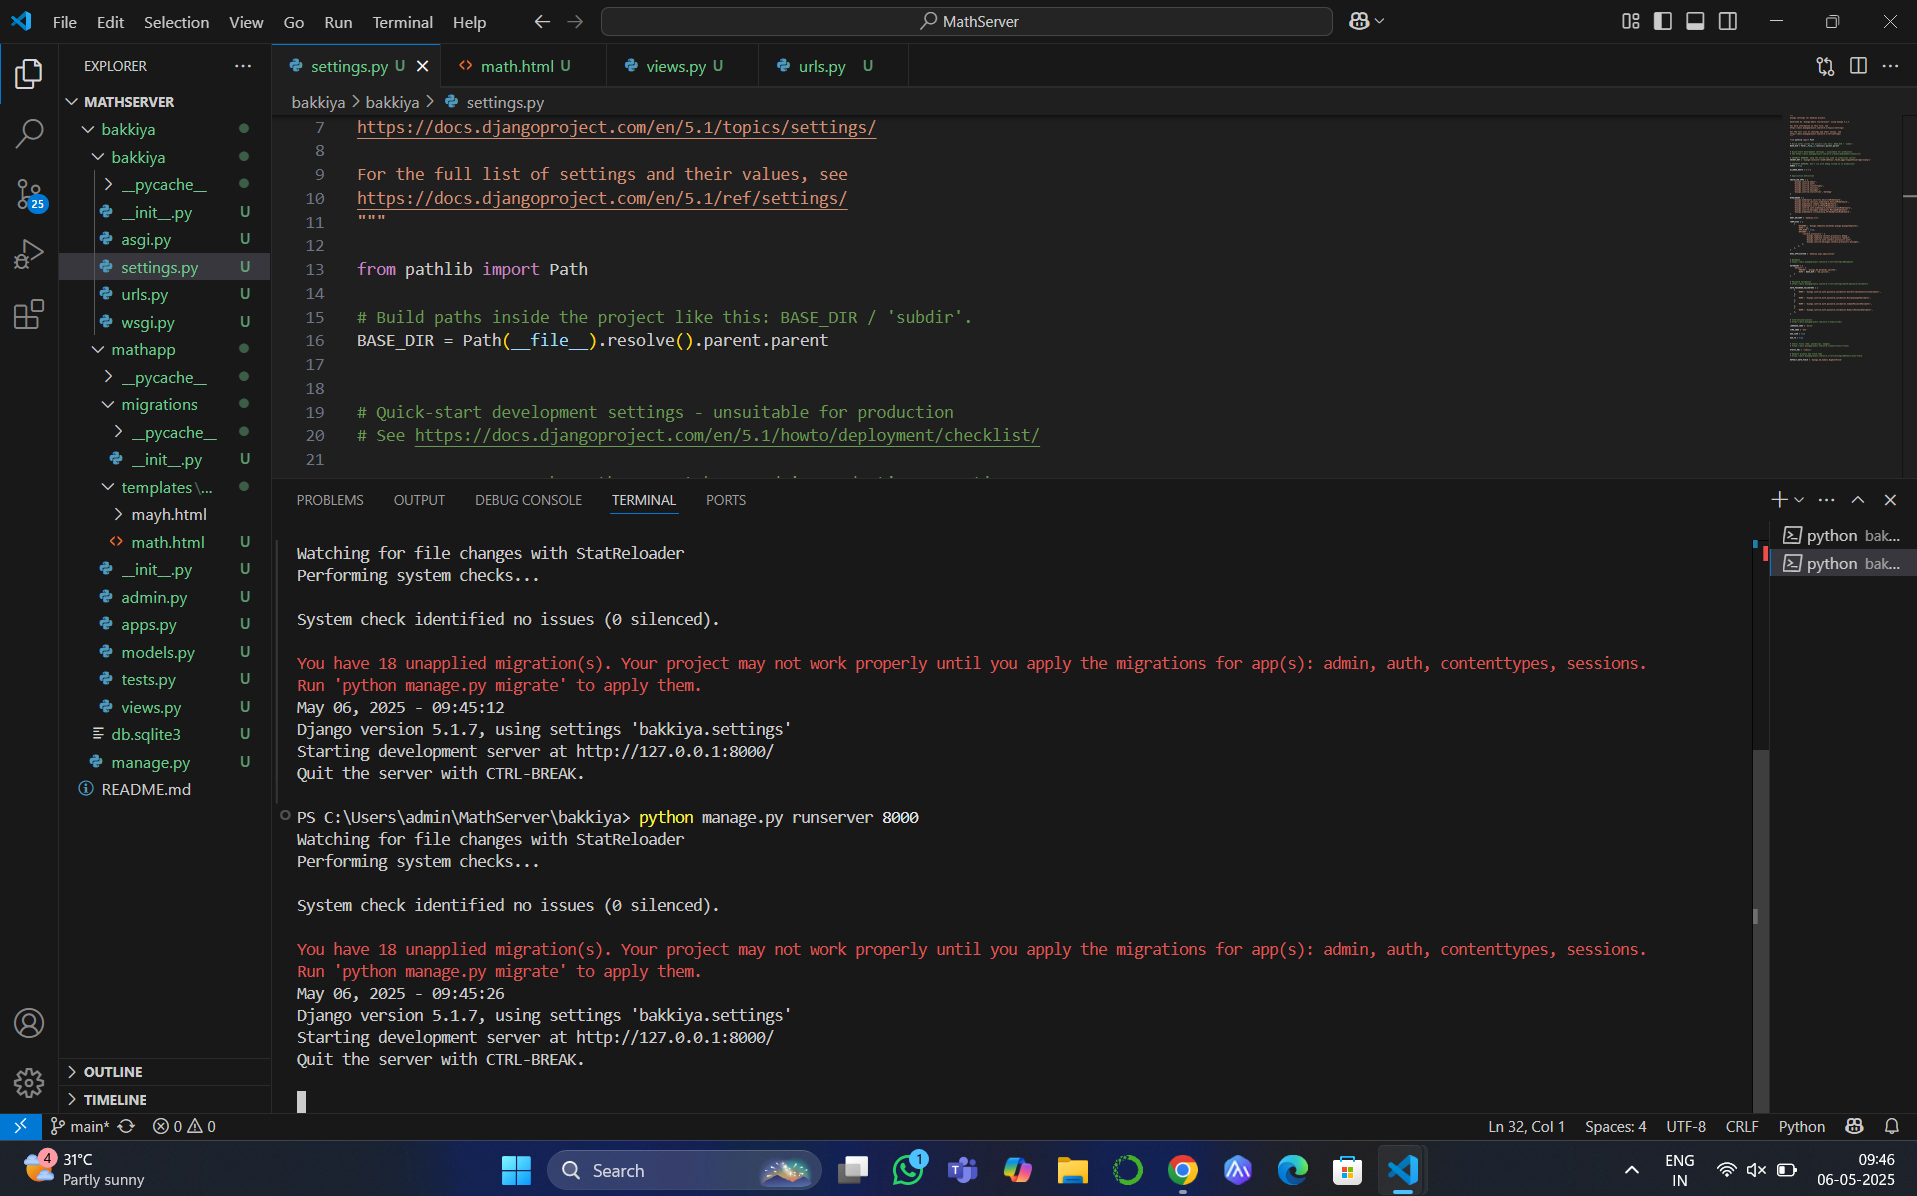 File Edit Selection View Go Run Terminal Help
MathServer
EXPLORER
MATHSERVER
bakkiya
bakkiya
__pycache__
__init__.py U
asgi.py U
settings.py U
urls.py U
wsgi.py U
mathapp
__pycache__
migrations
__pycache__
__init__.py U
templates \...
mayh.html
math.html U
__init__.py U
admin.py U
apps.py U
models.py U
tests.py U
views.py U
db.sqlite3 U
manage.py U
README.md
OUTLINE
TIMELINE
25
settings.py U
math.html U
views.py U
urls.py U
bakkiya > bakkiya > settings.py
7 https://docs.djangoproject.com/en/5.1/topics/settings/
8
9 For the full list of settings and their values, see
10 https://docs.djangoproject.com/en/5.1/ref/settings/
11 """
12
13 from pathlib import Path
14
15 # Build paths inside the project like this: BASE_DIR / 'subdir'.
16 BASE_DIR = Path(__file__).resolve().parent.parent
17
18
19 # Quick-start development settings - unsuitable for production
20 # See https://docs.djangoproject.com/en/5.1/howto/deployment/checklist/
21
PROBLEMS OUTPUT DEBUG CONSOLE TERMINAL PORTS
python bak...
python bak...
Watching for file changes with StatReloader
Performing system checks...
System check identified no issues (0 silenced).
You have 18 unapplied migration(s). Your project may not work properly until you apply the migrations for app(s): admin, auth, contenttypes, sessions.
Run 'python manage.py migrate' to apply them.
May 06, 2025 - 09:45:12
Django version 5.1.7, using settings 'bakkiya.settings'
Starting development server at http://127.0.0.1:8000/
Quit the server with CTRL-BREAK.
PS C:\Users\admin\MathServer\bakkiya> python manage.py runserver 8000
Watching for file changes with StatReloader
Performing system checks...
System check identified no issues (0 silenced).
You have 18 unapplied migration(s). Your project may not work properly until you apply the migrations for app(s): admin, auth, contenttypes, sessions.
Run 'python manage.py migrate' to apply them.
May 06, 2025 - 09:45:26
Django version 5.1.7, using settings 'bakkiya.settings'
Starting development server at http://127.0.0.1:8000/
Quit the server with CTRL-BREAK.
main* 0 0
Ln 32, Col 1 Spaces: 4 UTF-8 CRLF Python
4
31°C
Partly sunny
Search
1
ENG
IN
09:46
06-05-2025